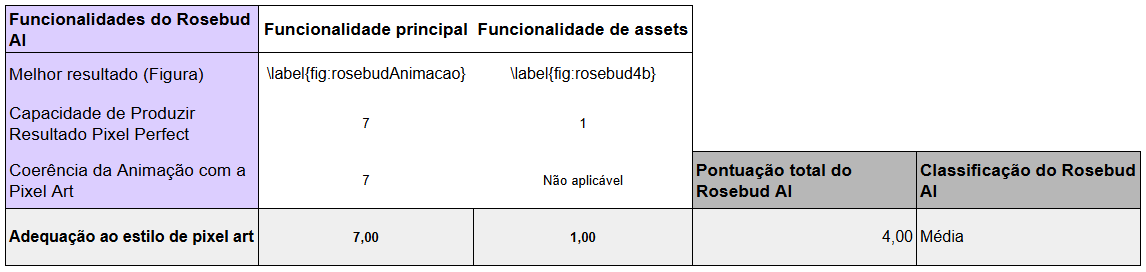 Funcionalidades do Rosebud
AI
Funcionalidade principal
Funcionalidade de assets
Melhor resultado (Figura)
\label{fig:rosebudAnimacao}
\label{fig:rosebud4b}
Capacidade de Produzir
Resultado Pixel Perfect
7
1
Coerência da Animação com a
Pixel Art
7
Não aplicável
Pontuação total do
Rosebud AI
Classificação do Rosebud
AI
Adequação ao estilo de pixel art
7,00
1,00
4,00
Média